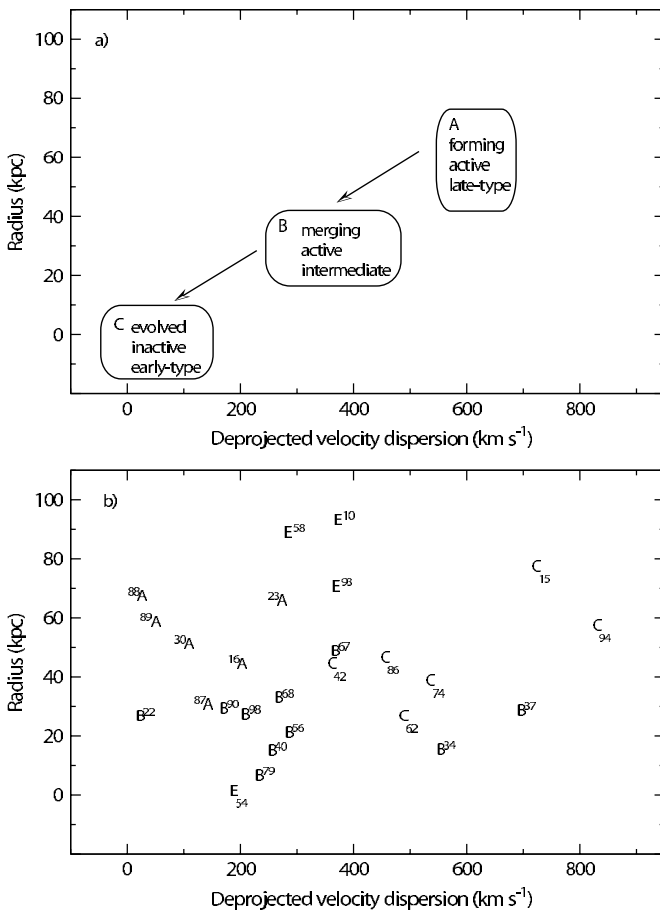 a)
100
80
60
40
20
0
Radius (kpc)
A
forming
active
late-type
B merging
active
intermediate
C evolved
inactive
early-type
0 200 400 600 800
Deprojected velocity dispersion (km s⁻¹)
b)
100
80
60
40
20
0
Radius (kpc)
E¹⁰
E⁵⁸
C₁₅
E⁹³
⁸⁸A
²³A
⁸⁹A
C₉₄
³⁰A
B⁶⁷
¹⁶A
C₄₂
C₈₆
C₇₄
B⁶⁸
⁸⁷A
B⁹⁰
B³⁷
B²²
B⁹⁸
C₆₂
B⁵⁶
B⁴⁰
B³⁴
B⁷⁹
E₅₄
0 200 400 600 800
Deprojected velocity dispersion (km s⁻¹)